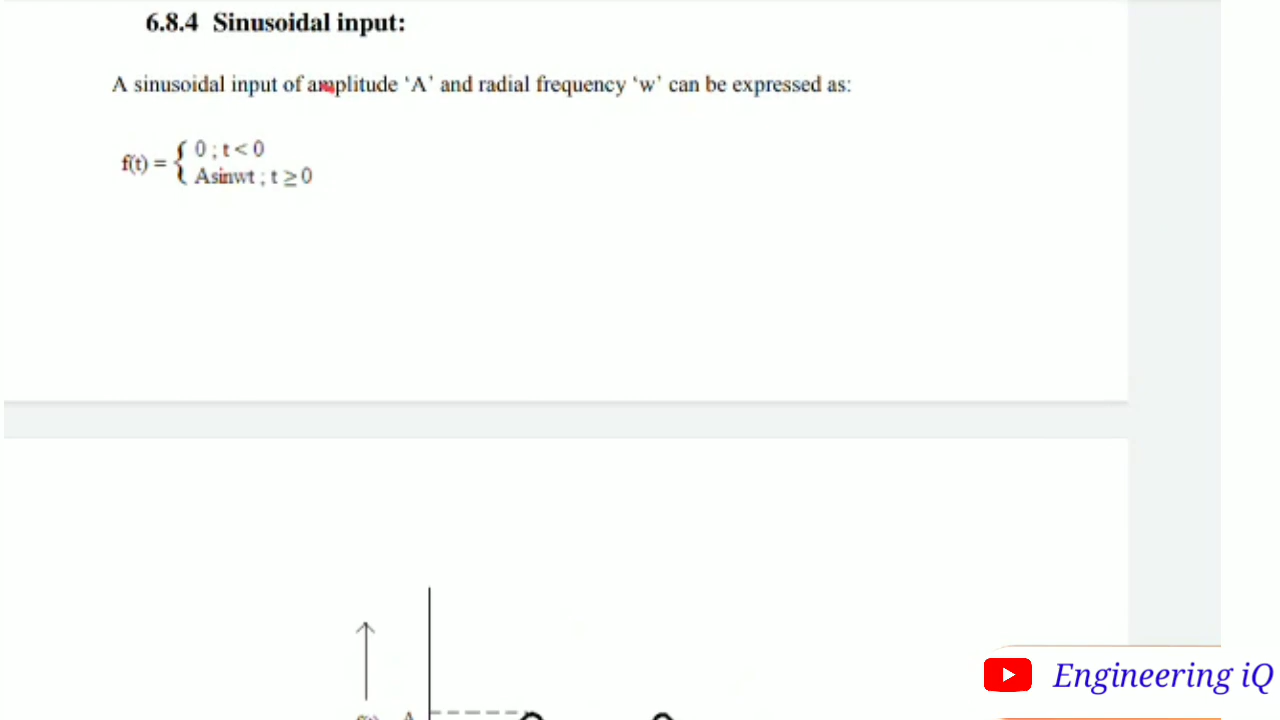 6.8.4 Sinusoidal input:
A sinusoidal input of amplitude ‘A’ and radial frequency ‘w’ can be expressed as:
f(t) = { 0 ; t < 0
Asinwt ; t ≥ 0
A
Engineering iQ